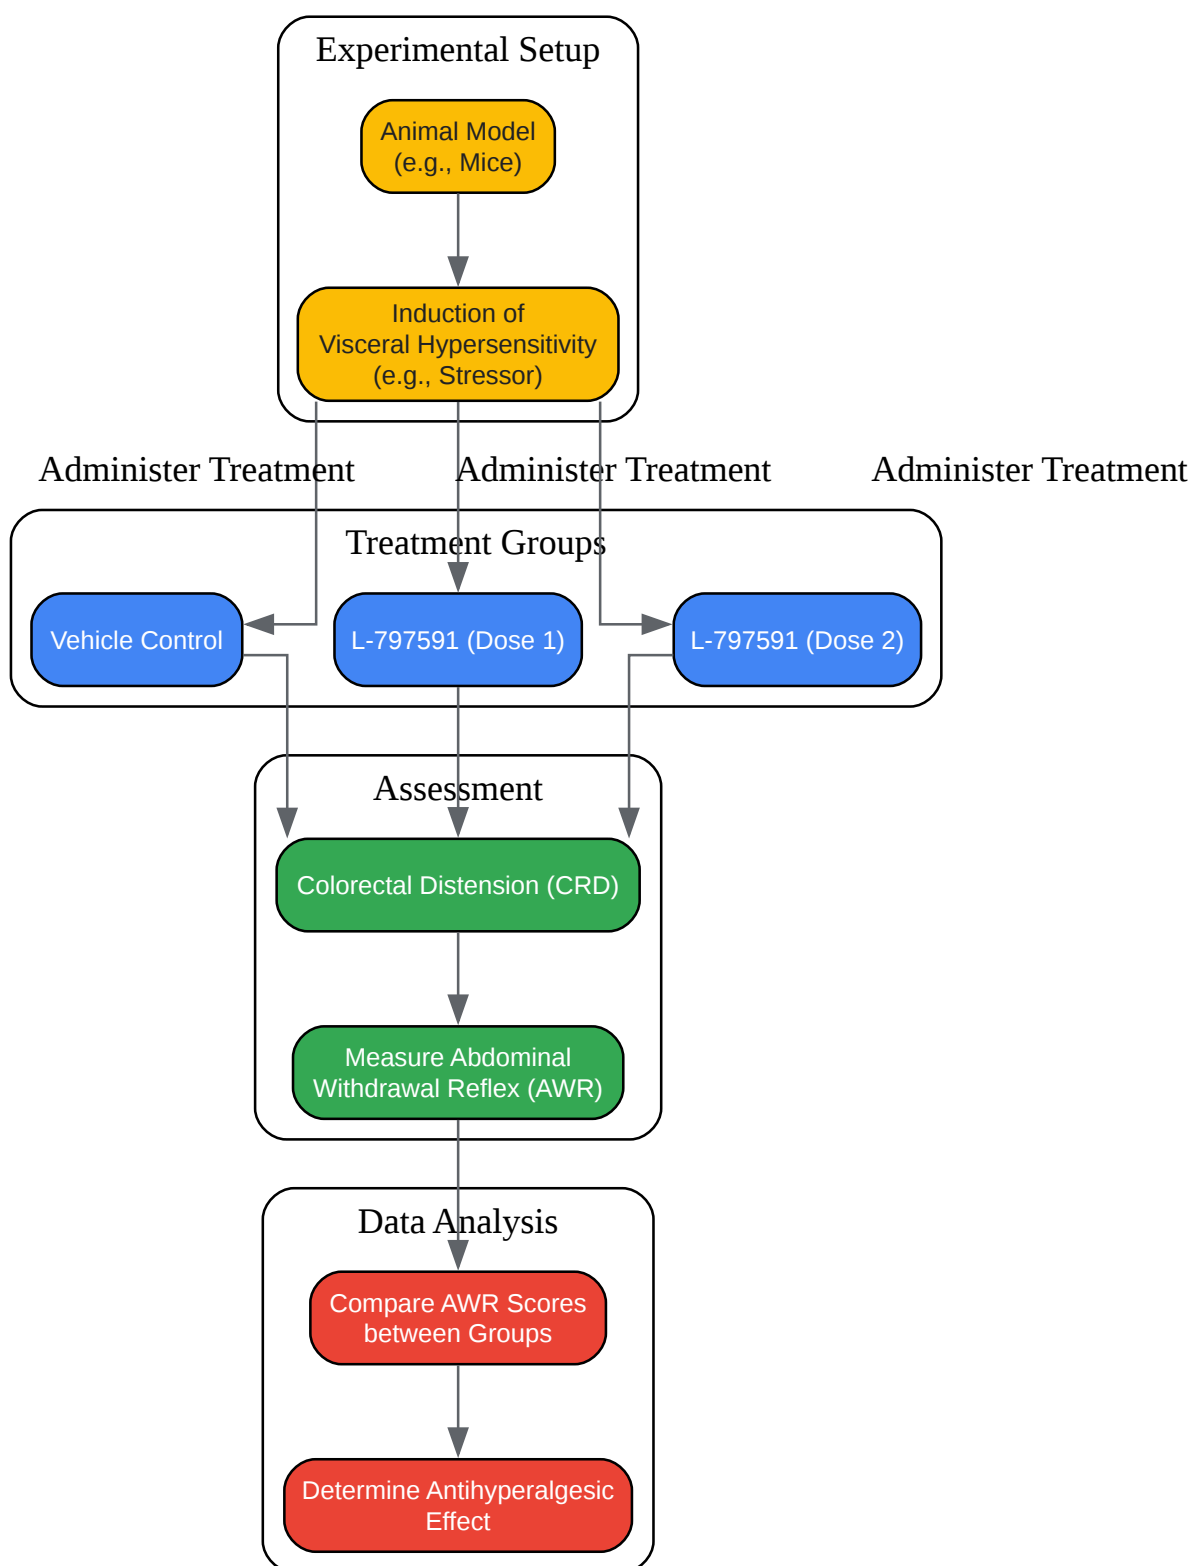 Experimental Setup
Animal Model
(e.g., Mice)
Induction of
Visceral Hypersensitivity
(e.g., Stressor)
Administer Treatment
Administer Treatment
Administer Treatment
Treatment Groups
Vehicle Control
L-797591 (Dose 1)
L-797591 (Dose 2)
Assessment
Colorectal Distension (CRD)
Measure Abdominal
Withdrawal Reflex (AWR)
Data Analysis
Compare AWR Scores
between Groups
Determine Antihyperalgesic
Effect